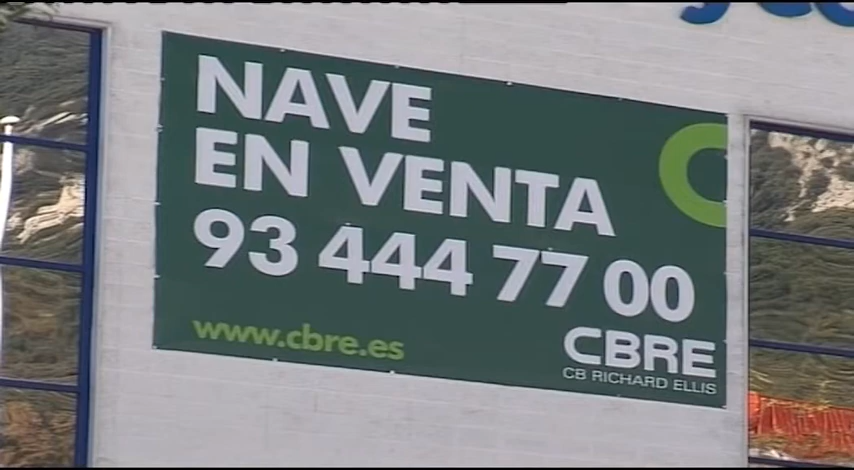 NAVE
EN VENTA
93 444 77 00
www.cbre.es
CBRE
CB RICHARD ELLIS